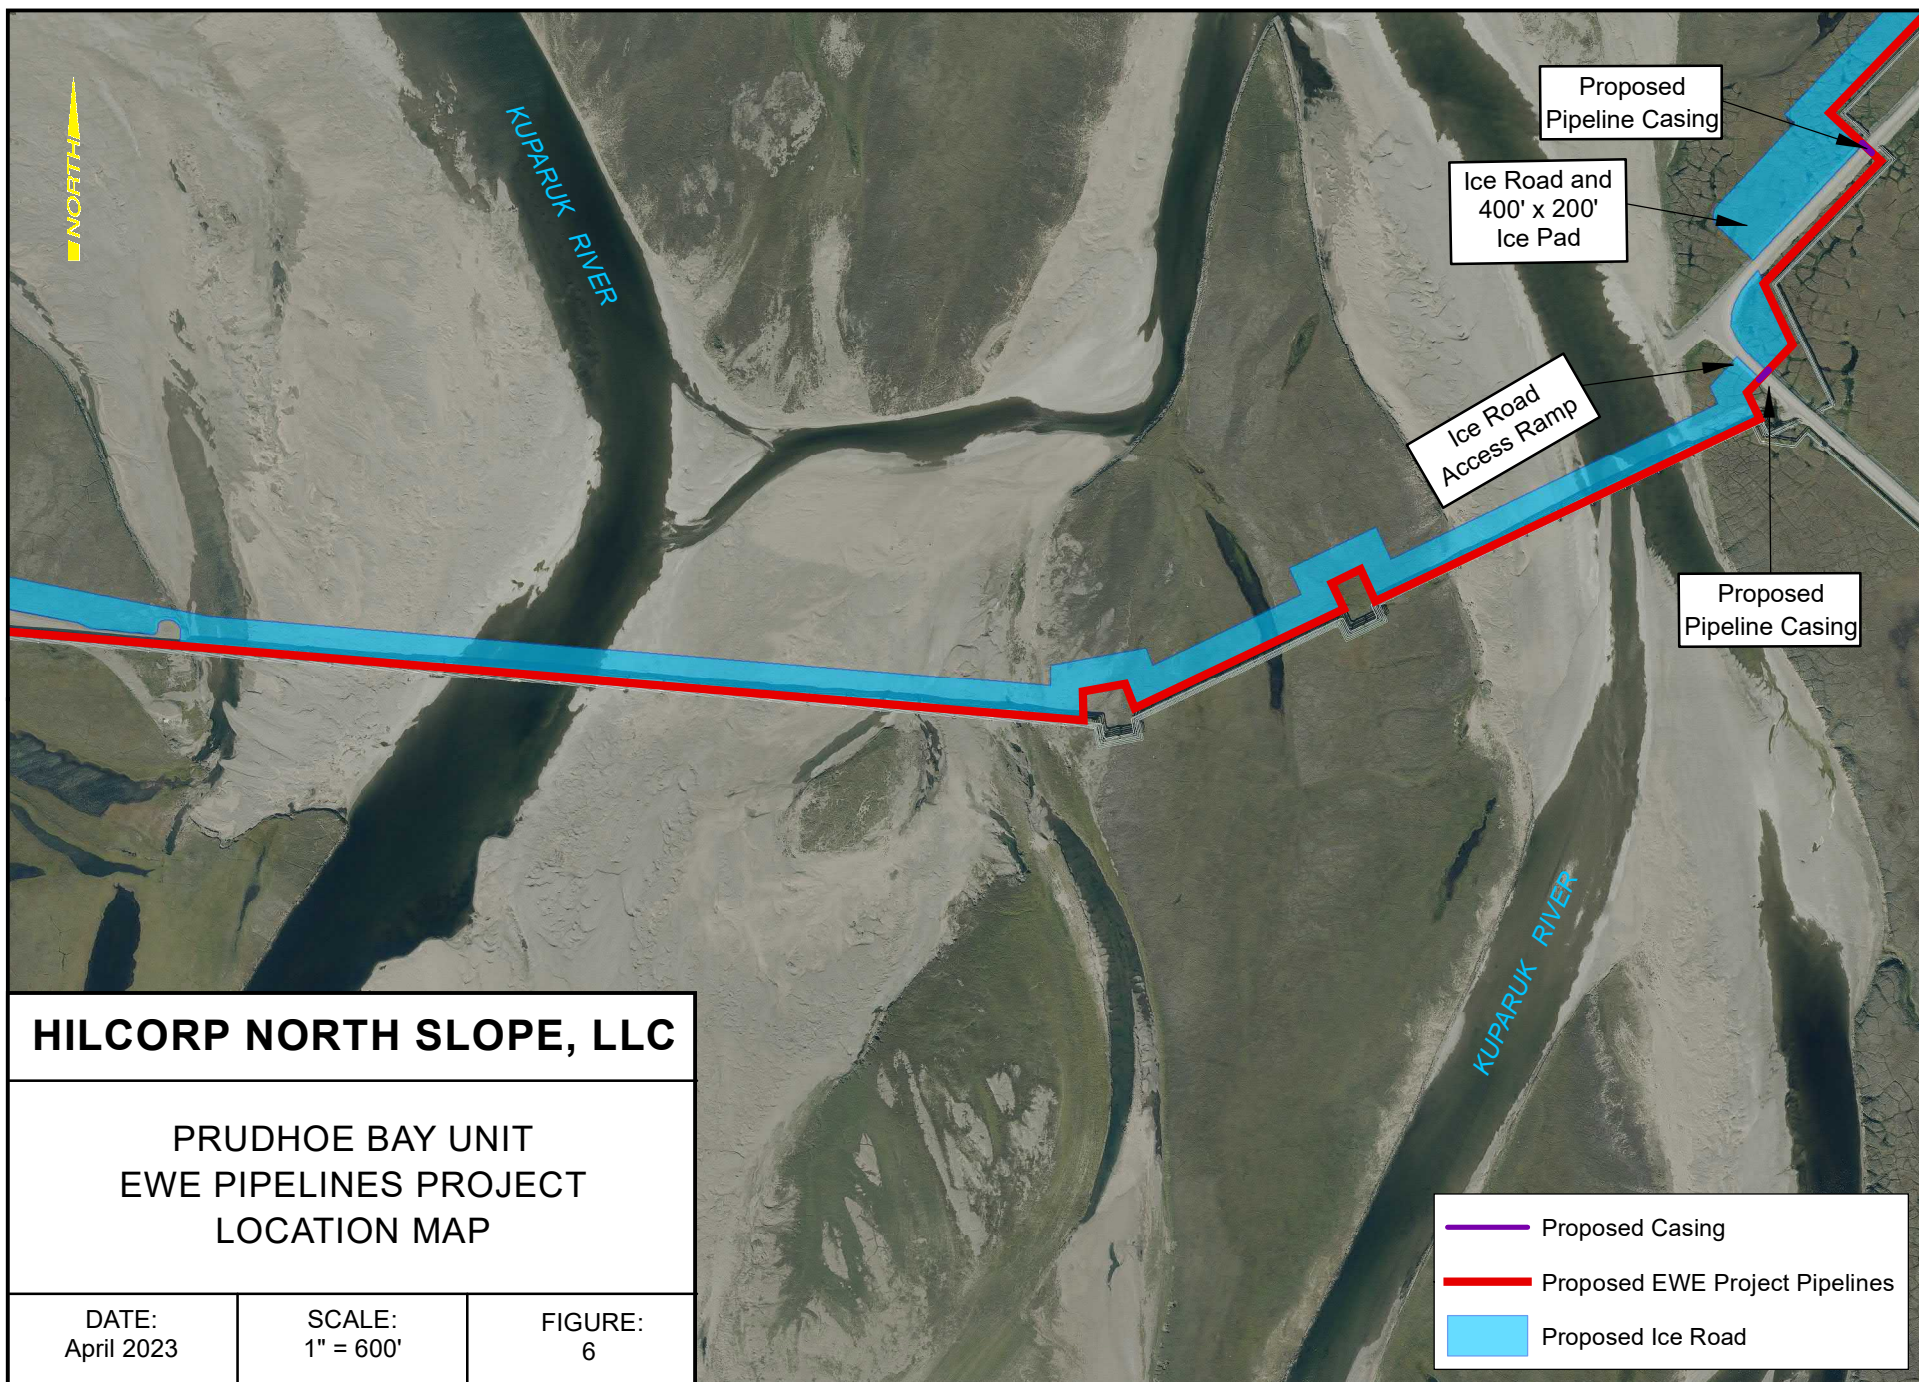 NORTH
KUPARUK RIVER
Proposed
Pipeline Casing
Ice Road and
400' x 200'
Ice Pad
Ice Road
Access Ramp
Proposed
Pipeline Casing
KUPARUK RIVER
HILCORP NORTH SLOPE, LLC
PRUDHOE BAY UNIT
EWE PIPELINES PROJECT
LOCATION MAP
DATE:
April 2023
SCALE:
1" = 600'
FIGURE:
6
Proposed Casing
Proposed EWE Project Pipelines
Proposed Ice Road